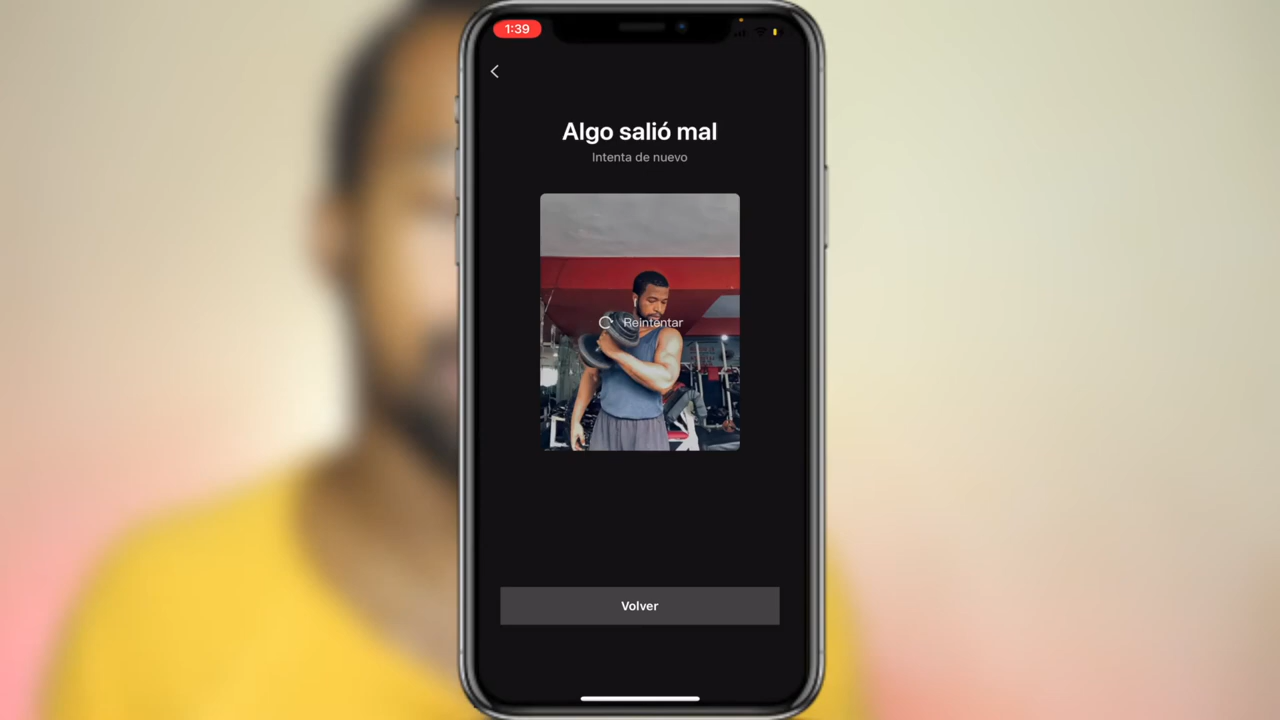 1:39
Algo salió mal
Intenta de nuevo
Reintentar
Volver